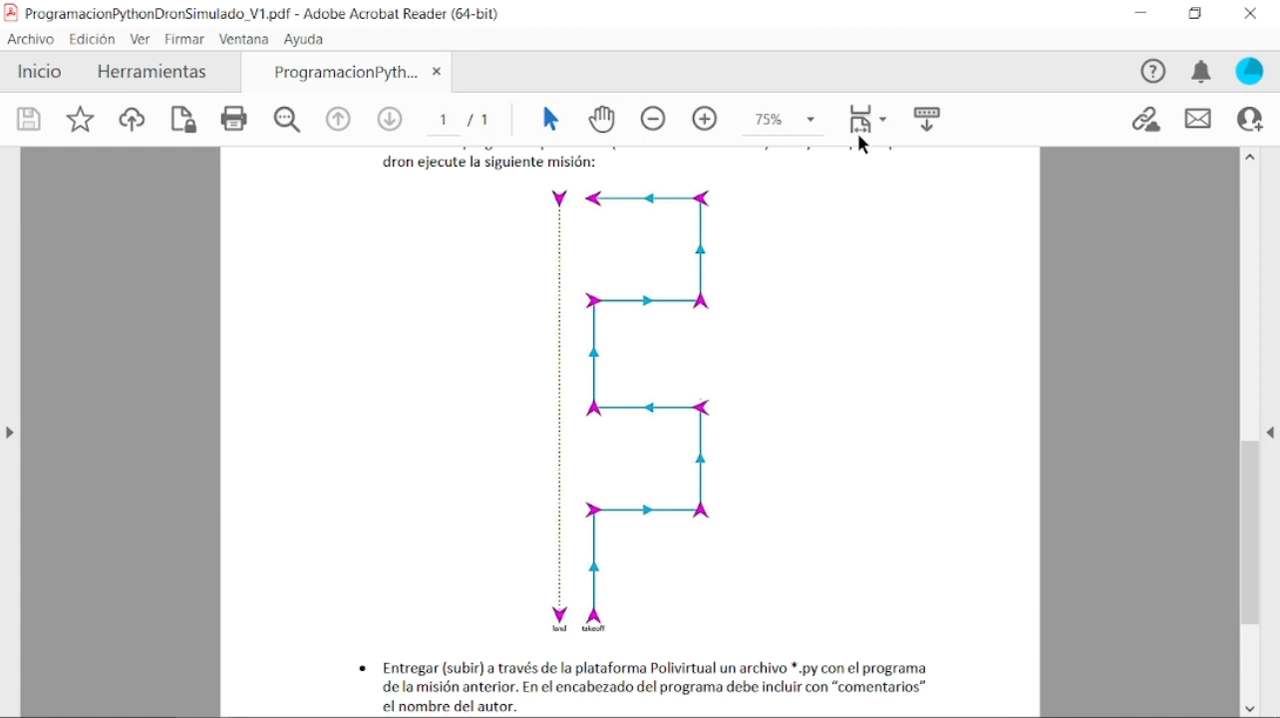 ProgramacionPythonDronSimulado_V1.pdf - Adobe Acrobat Reader (64-bit)
Archivo Edición Ver Firmar Ventana Ayuda
Inicio Herramientas ProgramacionPyth... ×
1 / 1 75%
dron ejecute la siguiente misión:
land takeoff
• Entregar (subir) a través de la plataforma Polivirtual un archivo *.py con el programa
de la misión anterior. En el encabezado del programa debe incluir con “comentarios”
el nombre del autor.